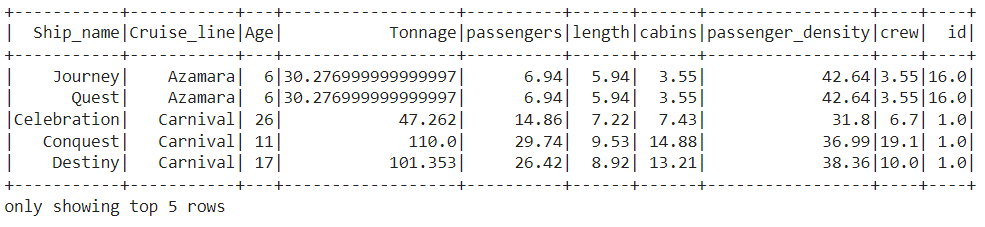 +-----------+-----------+---+------------------+----------+------+------+-----------------+----+----+
|  Ship_name|Cruise_line|Age|           Tonnage|passengers|length|cabins|passenger_density|crew|  id|
+-----------+-----------+---+------------------+----------+------+------+-----------------+----+----+
|    Journey|    Azamara|  6|30.276999999999997|      6.94|  5.94|  3.55|            42.64|3.55|16.0|
|      Quest|    Azamara|  6|30.276999999999997|      6.94|  5.94|  3.55|            42.64|3.55|16.0|
|Celebration|   Carnival| 26|            47.262|     14.86|  7.22|  7.43|             31.8| 6.7| 1.0|
|   Conquest|   Carnival| 11|             110.0|     29.74|  9.53| 14.88|            36.99|19.1| 1.0|
|    Destiny|   Carnival| 17|           101.353|     26.42|  8.92| 13.21|            38.36|10.0| 1.0|
+-----------+-----------+---+------------------+----------+------+------+-----------------+----+----+
only showing top 5 rows